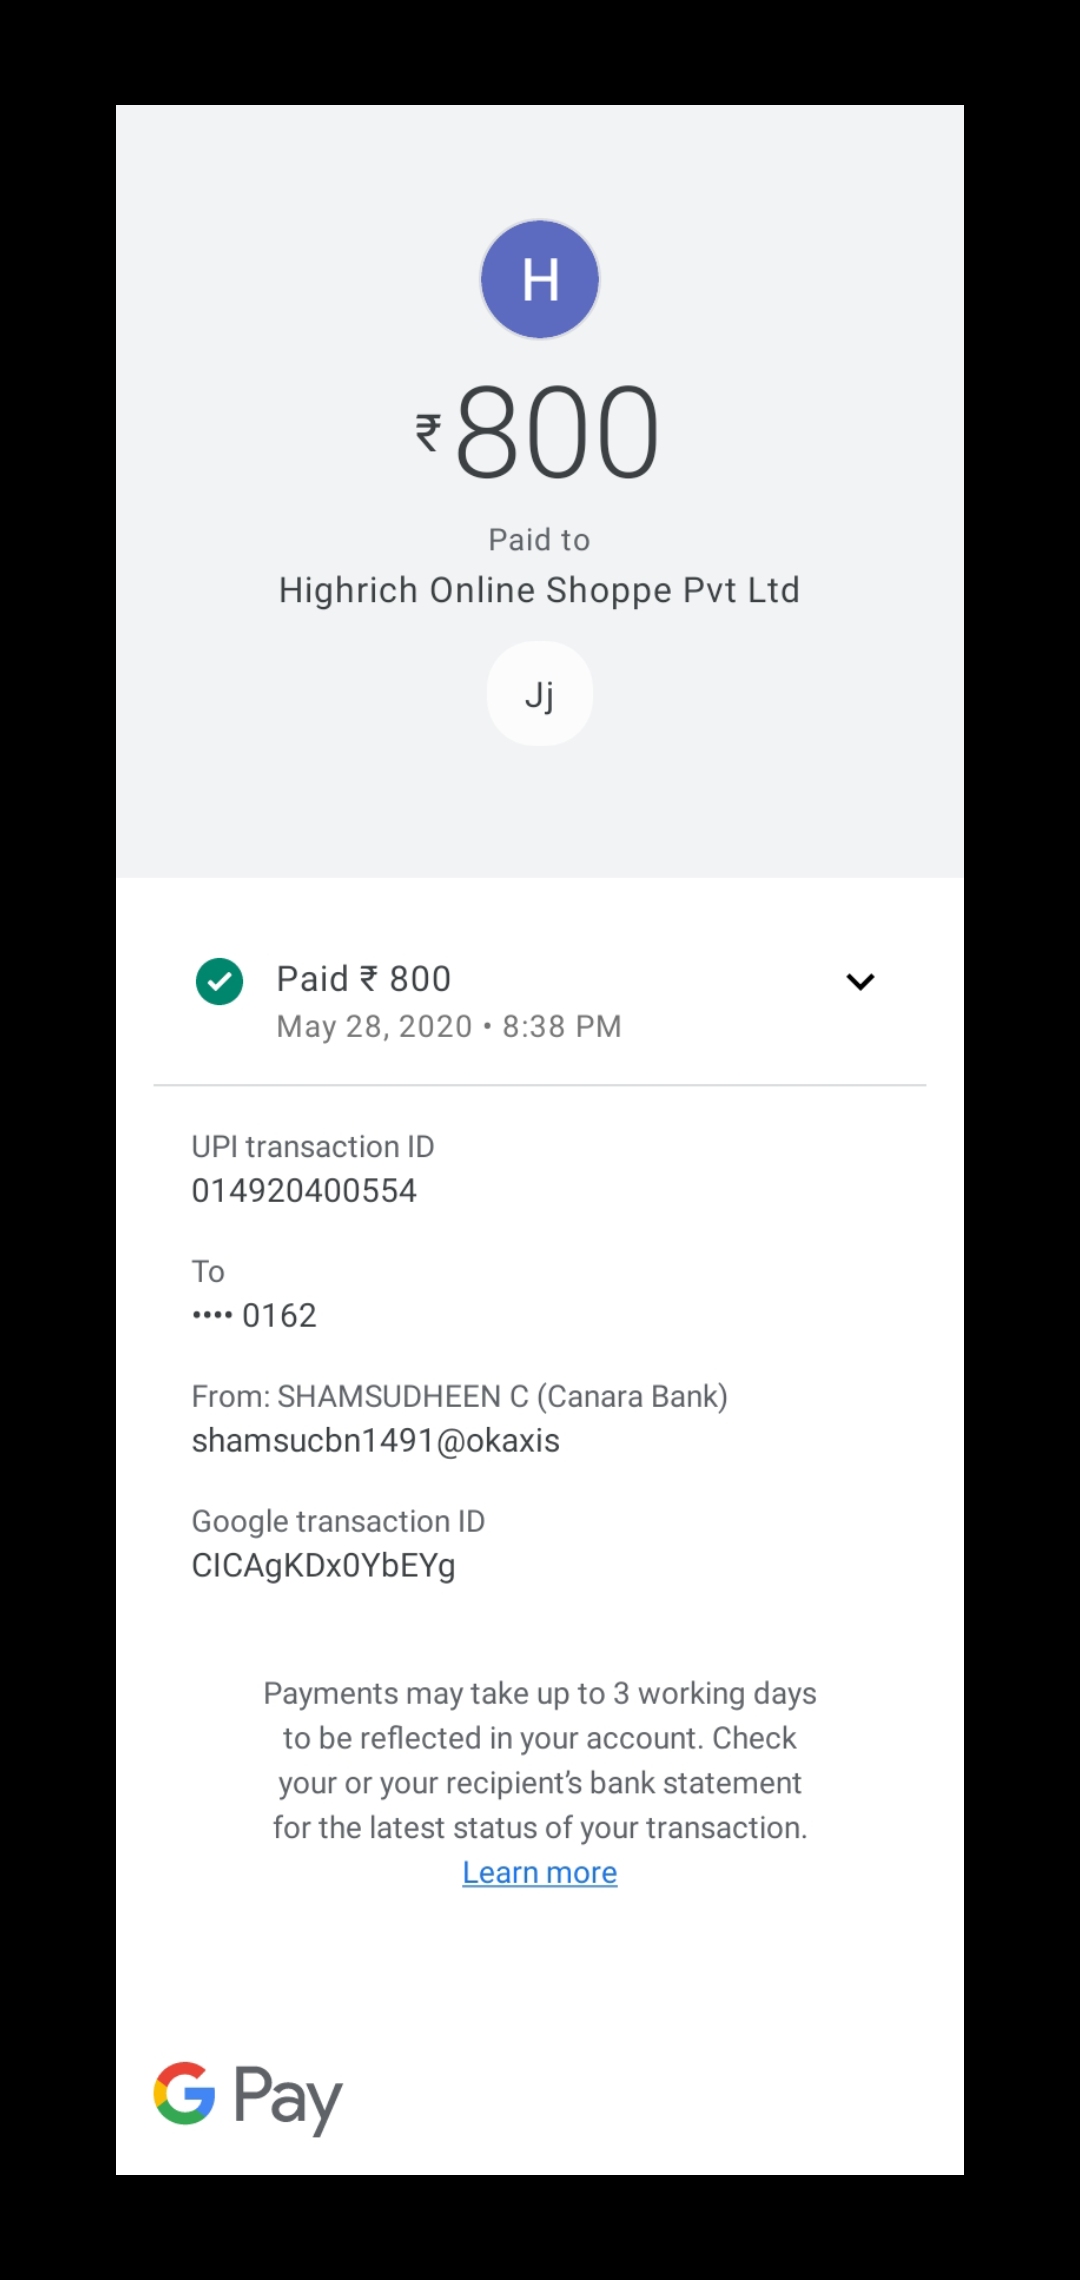 H
₹800
Paid to
Highrich Online Shoppe Pvt Ltd
Jj
Paid ₹ 800
May 28, 2020 • 8:38 PM
UPI transaction ID
014920400554
To
•••• 0162
From: SHAMSUDHEEN C (Canara Bank)
shamsucbn1491@okaxis
Google transaction ID
CICAgKDx0YbEYg
Payments may take up to 3 working days
to be reflected in your account. Check
your or your recipient's bank statement
for the latest status of your transaction.
Learn more
G Pay